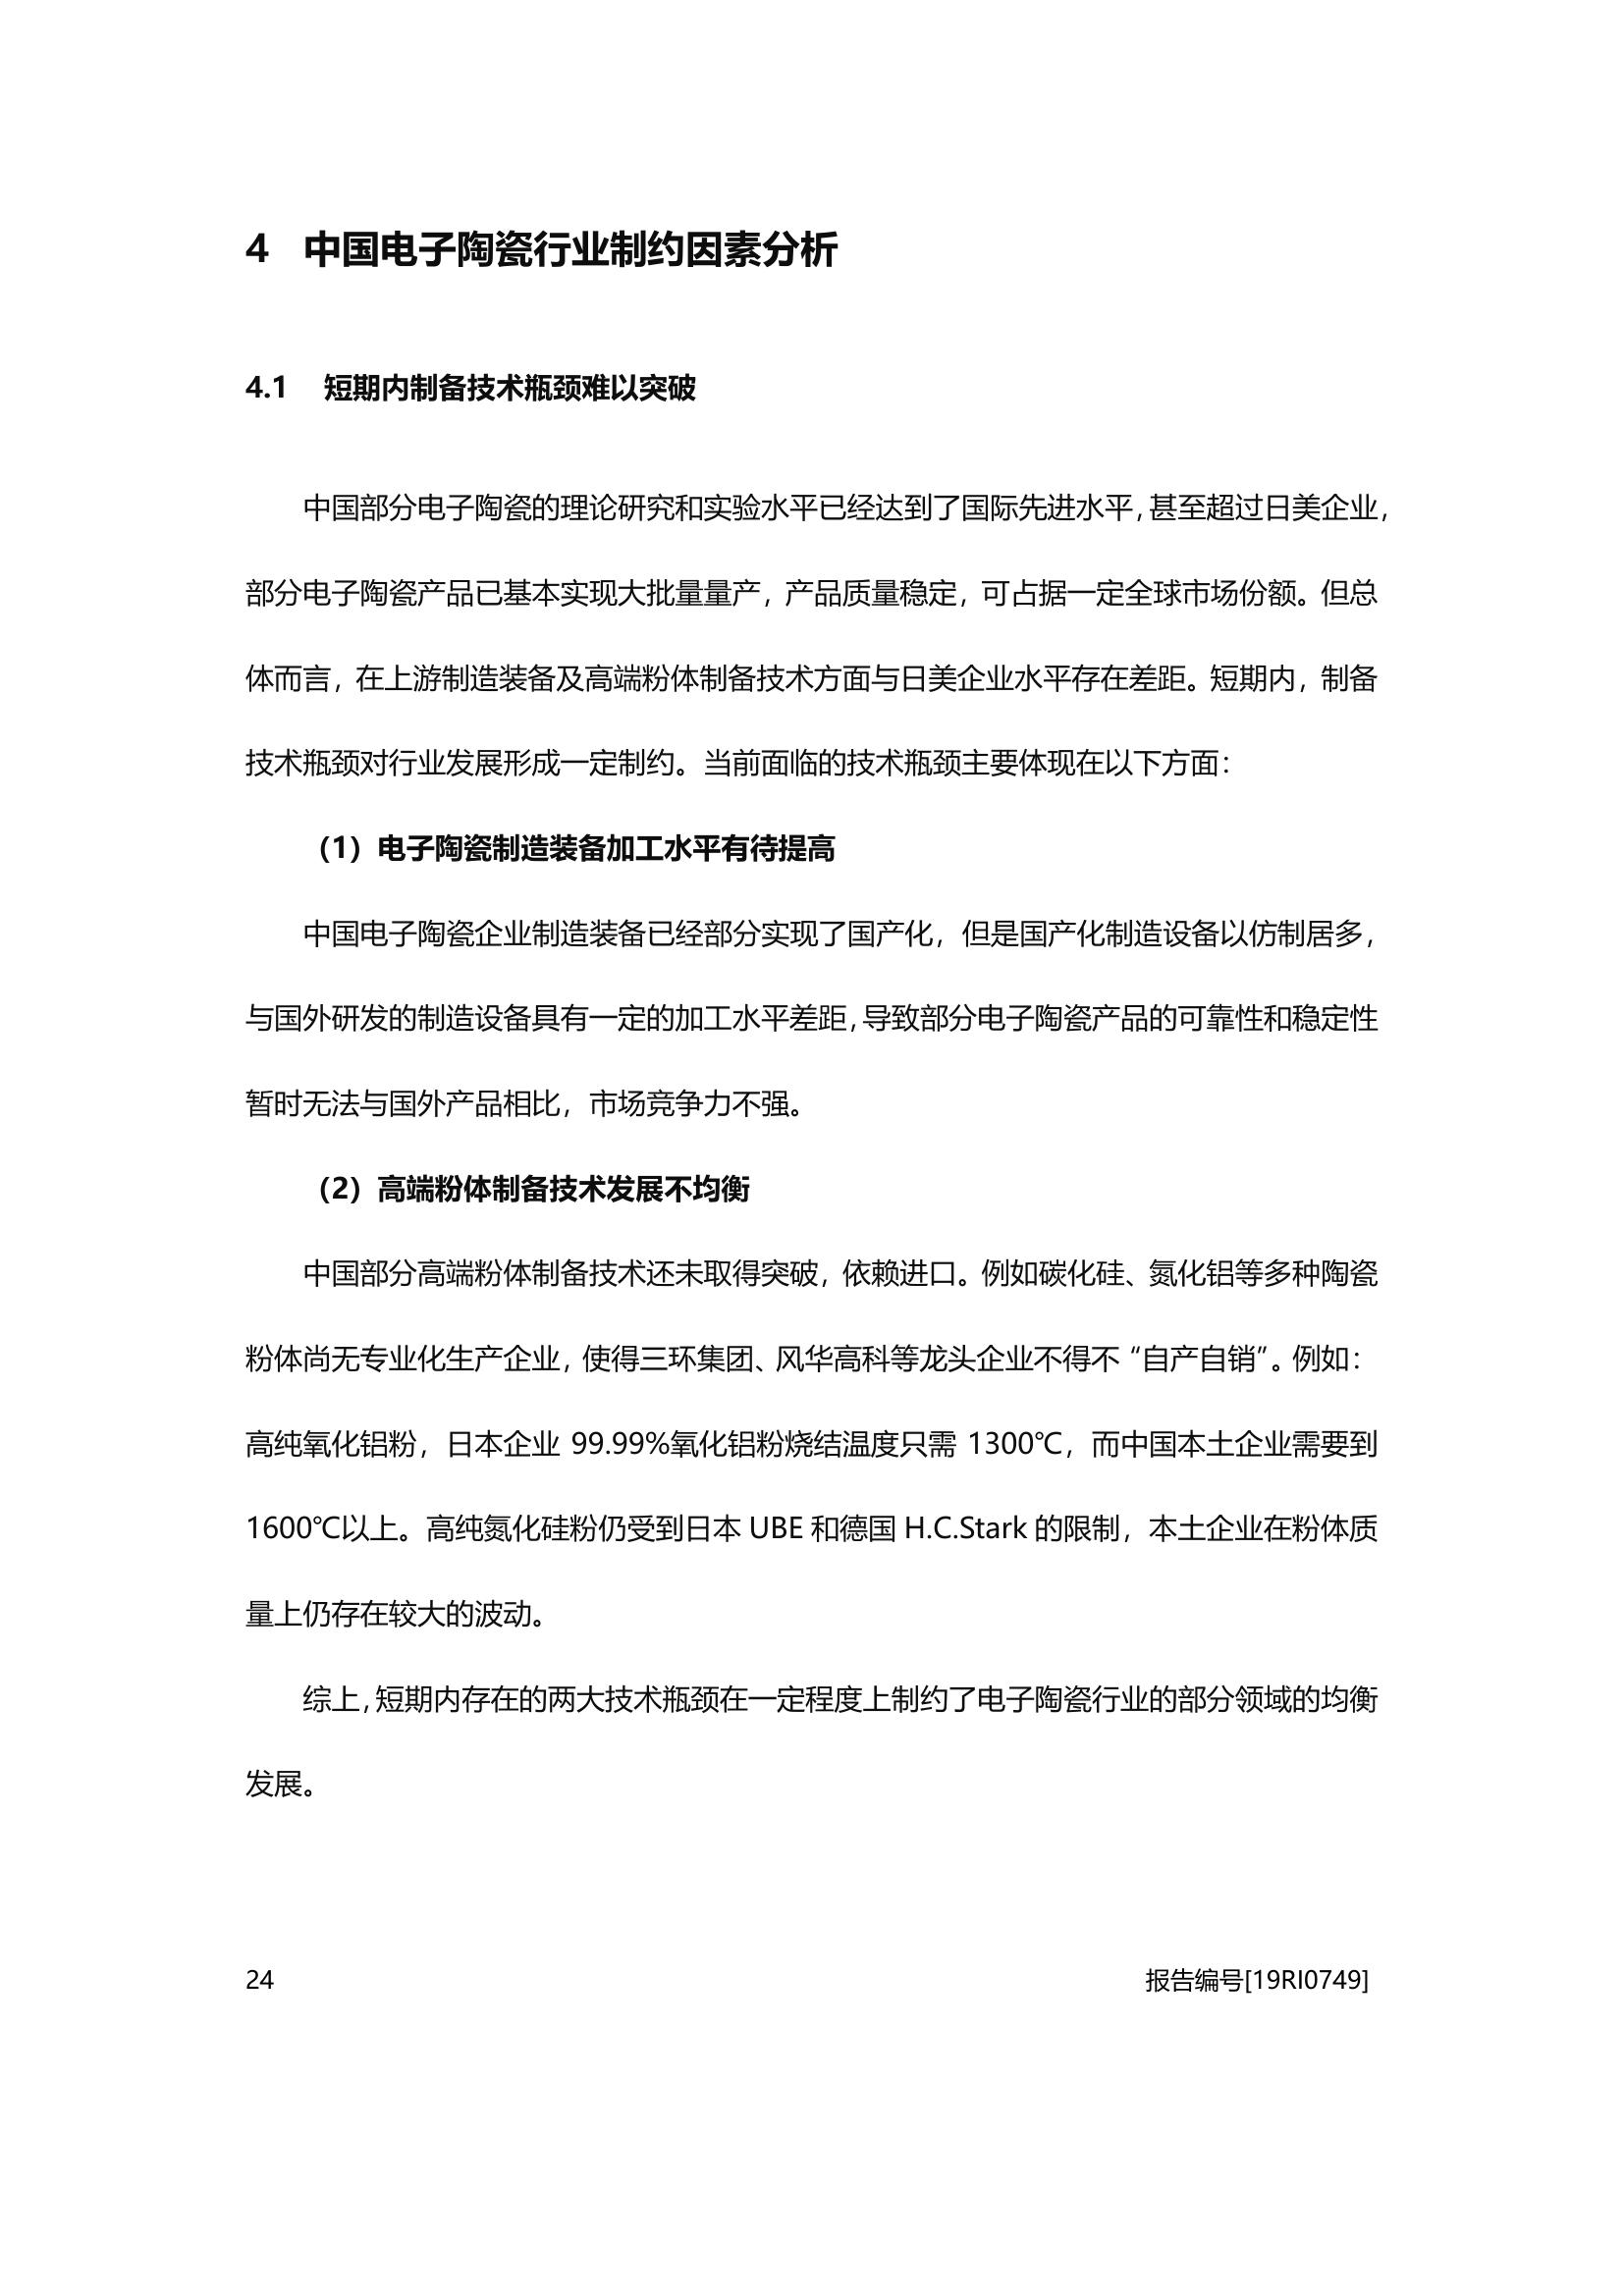 4 中国电子陶瓷行业制约因素分析
4.1 短期内制备技术瓶颈难以突破
中国部分电子陶瓷的理论研究和实验水平已经达到了国际先进水平，甚至超过日美企业，
部分电子陶瓷产品已基本实现大批量量产，产品质量稳定，可占据一定全球市场份额。但总
体而言，在上游制造装备及高端粉体制备技术方面与日美企业水平存在差距。短期内，制备
技术瓶颈对行业发展形成一定制约。当前面临的技术瓶颈主要体现在以下方面：
（1）电子陶瓷制造装备加工水平有待提高
中国电子陶瓷企业制造装备已经部分实现了国产化，但是国产化制造设备以仿制居多，
与国外研发的制造设备具有一定的加工水平差距，导致部分电子陶瓷产品的可靠性和稳定性
暂时无法与国外产品相比，市场竞争力不强。
（2）高端粉体制备技术发展不均衡
中国部分高端粉体制备技术还未取得突破，依赖进口。例如碳化硅、氮化铝等多种陶瓷
粉体尚无专业化生产企业，使得三环集团、风华高科等龙头企业不得不“自产自销”。例如：
高纯氧化铝粉，日本企业 99.99%氧化铝粉烧结温度只需 1300℃，而中国本土企业需要到
1600℃以上。高纯氮化硅粉仍受到日本 UBE 和德国 H.C.Stark 的限制，本土企业在粉体质
量上仍存在较大的波动。
综上，短期内存在的两大技术瓶颈在一定程度上制约了电子陶瓷行业的部分领域的均衡
发展。
24 报告编号[19RI0749]